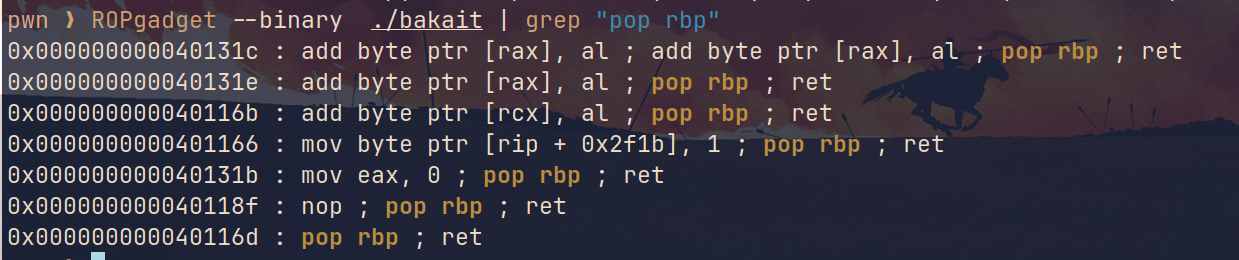 pwn ❯ ROPgadget --binary  ./bakait | grep "pop rbp"
0x000000000040131c : add byte ptr [rax], al ; add byte ptr [rax], al ; pop rbp ; ret
0x000000000040131e : add byte ptr [rax], al ; pop rbp ; ret
0x000000000040116b : add byte ptr [rcx], al ; pop rbp ; ret
0x0000000000401166 : mov byte ptr [rip + 0x2f1b], 1 ; pop rbp ; ret
0x000000000040131b : mov eax, 0 ; pop rbp ; ret
0x000000000040118f : nop ; pop rbp ; ret
0x000000000040116d : pop rbp ; ret